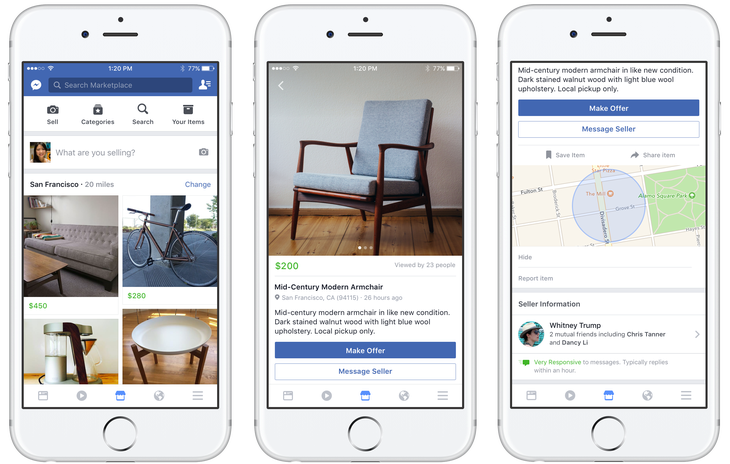 1:20 PM
77%
Search Marketplace
Sell
Categories
Search
Your Items
What are you selling?
San Francisco · 20 miles
Change
$450
$280
1:20 PM
77%
$200
Viewed by 23 people
Mid-Century Modern Armchair
San Francisco, CA (94115) · 26 hours ago
Mid-century modern armchair in like new condition.
Dark stained walnut wood with light blue wool
upholstery. Local pickup only.
Make Offer
Message Seller
Mid-century modern armchair in like new condition.
Dark stained walnut wood with light blue wool
upholstery. Local pickup only.
Make Offer
Message Seller
Save Item
Share item
Fulton St
Broderick St
The Mill
Divisadero St
Grove St
Alamo Square Park
Hayes St
Hide
Report item
Seller Information
Whitney Trump
2 mutual friends including Chris Tanner
and Dancy Li
Very Responsive to messages. Typically replies
within an hour.